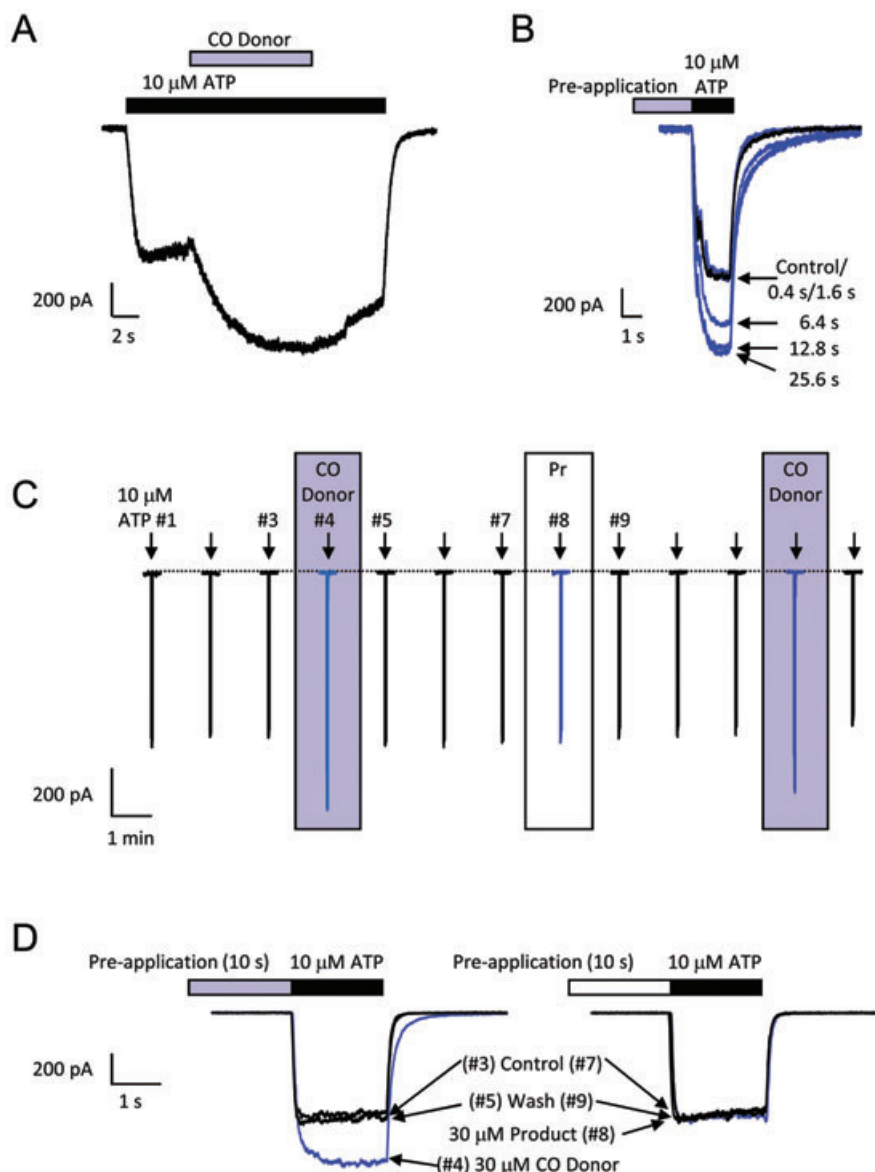 A
CO Donor
10 μM ATP
200 pA
2 s
B
10 μM
ATP
Pre-application
Control/
0.4 s/1.6 s
6.4 s
12.8 s
25.6 s
200 pA
1 s
C
10 μM
ATP #1
#3
CO
Donor
#4
#5
#7
Pr
#8
#9
CO
Donor
200 pA
1 min
D
Pre-application (10 s)
10 μM ATP
Pre-application (10 s)
10 μM ATP
200 pA
1 s
(#3) Control (#7)
(#5) Wash (#9)
30 μM Product (#8)
(#4) 30 μM CO Donor